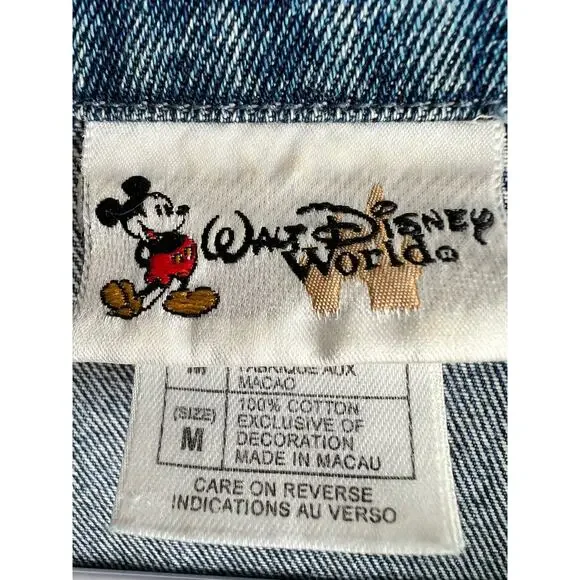 WALT DISNEY
World®
FABRIQUE AUX
MACAO
(SIZE)
M
100% COTTON
EXCLUSIVE OF
DECORATION
MADE IN MACAU
CARE ON REVERSE
INDICATIONS AU VERSO